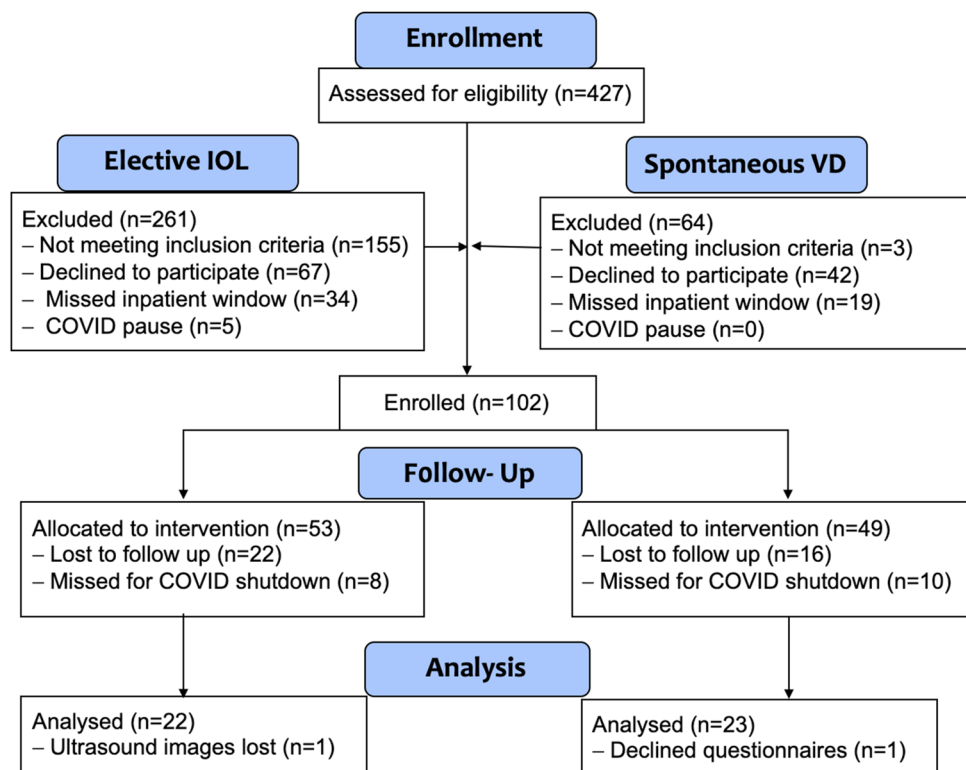 Enrollment
Assessed for eligibility (n=427)
Elective IOL
Excluded (n=261)
– Not meeting inclusion criteria (n=155)
– Declined to participate (n=67)
– Missed inpatient window (n=34)
– COVID pause (n=5)
Spontaneous VD
Excluded (n=64)
– Not meeting inclusion criteria (n=3)
– Declined to participate (n=42)
– Missed inpatient window (n=19)
– COVID pause (n=0)
Enrolled (n=102)
F0llow- Up
Allocated to intervention (n=53)
– Lost to follow up (n=22)
– Missed for COVID shutdown (n=8)
Allocated to intervention (n=49)
– Lost to follow up (n=16)
– Missed for COVID shutdown (n=10)
Analysis
Analysed (n=22)
– Ultrasound images lost (n=1)
Analysed (n=23)
– Declined questionnaires (n=1)